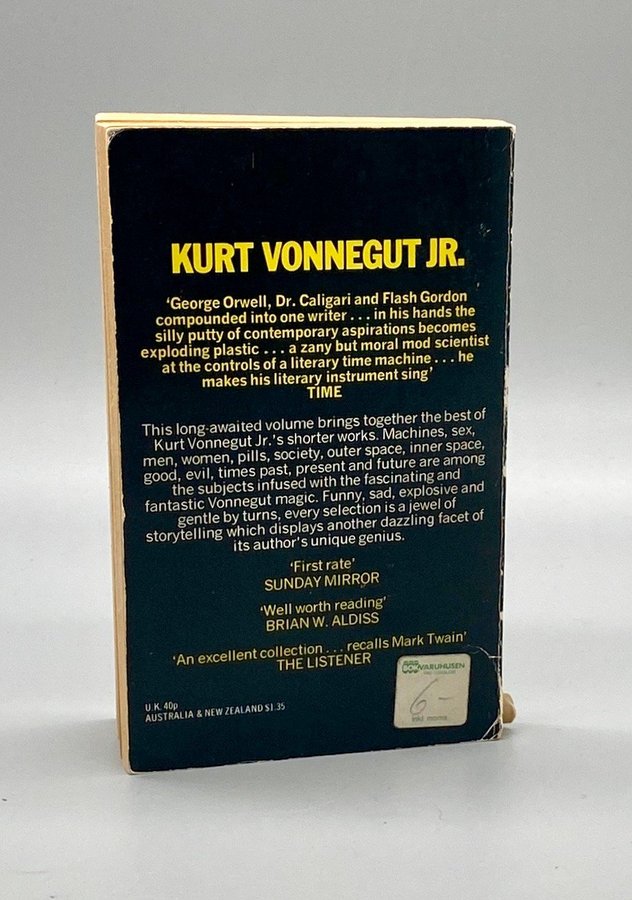 KURT VONNEGUT JR.
‘George Orwell, Dr. Caligari and Flash Gordon
compounded into one writer . . . in his hands the
silly putty of contemporary aspirations becomes
exploding plastic . . . a zany but moral mod scientist
at the controls of a literary time machine . . . he
makes his literary instrument sing’
TIME
This long-awaited volume brings together the best of
Kurt Vonnegut Jr.'s shorter works. Machines, sex,
men, women, pills, society, outer space, inner space,
good, evil, times past, present and future are among
the subjects infused with the fascinating and
fantastic Vonnegut magic. Funny, sad, explosive and
gentle by turns, every selection is a jewel of
storytelling which displays another dazzling facet of
its author's unique genius.
‘First rate’
SUNDAY MIRROR
‘Well worth reading’
BRIAN W. ALDISS
‘An excellent collection . . . recalls Mark Twain’
THE LISTENER
VARUHUSEN
6-
inkl moms
U.K. 40p
AUSTRALIA & NEW ZEALAND $1.35